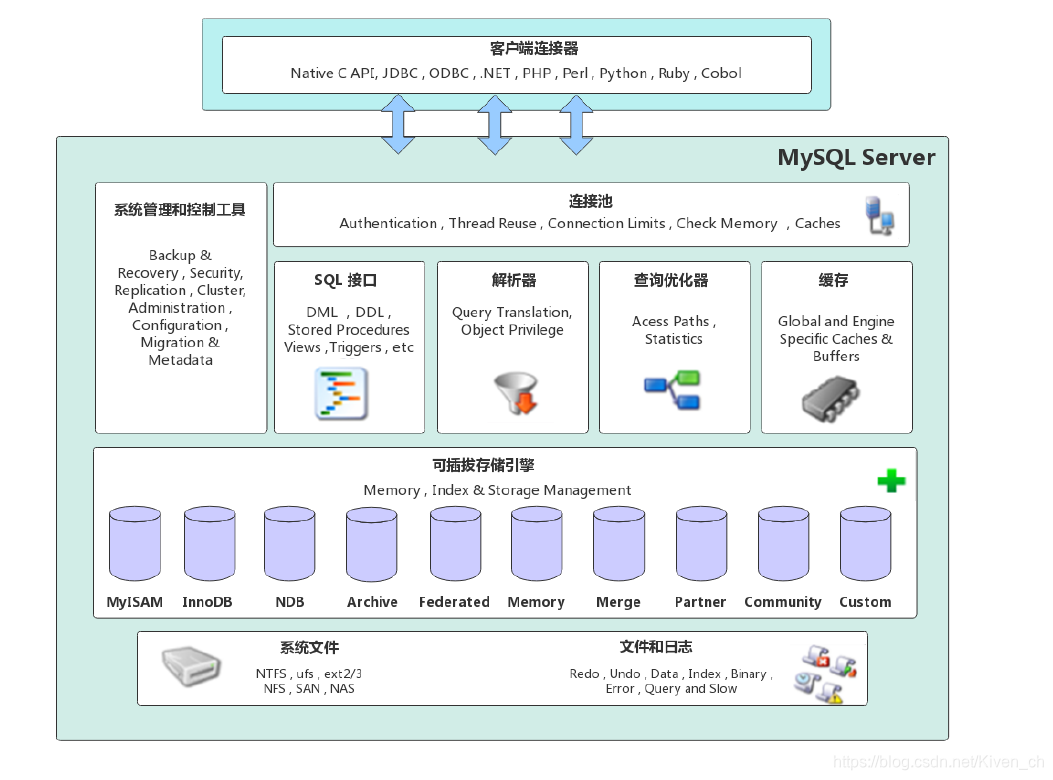 客户端连接器
Native C API, JDBC , ODBC , .NET , PHP , Perl , Python , Ruby , Cobol
MySQL Server
系统管理和控制工具
Backup &
Recovery , Security,
Replication , Cluster,
Administration ,
Configuration ,
Migration &
Metadata
连接池
Authentication , Thread Reuse , Connection Limits , Check Memory , Caches
SQL 接口
DML , DDL ,
Stored Procedures
Views ,Triggers , etc
解析器
Query Translation,
Object Privilege
查询优化器
Acess Paths ,
Statistics
缓存
Global and Engine
Specific Caches &
Buffers
可插拔存储引擎
Memory , Index & Storage Management
MyISAM InnoDB NDB Archive Federated Memory Merge Partner Community Custom
系统文件
NTFS , ufs , ext2/3
NFS , SAN , NAS
文件和日志
Redo , Undo , Data , Index , Binary ,
Error , Query and Slow
https://blog.csdn.net/Kiven_ch